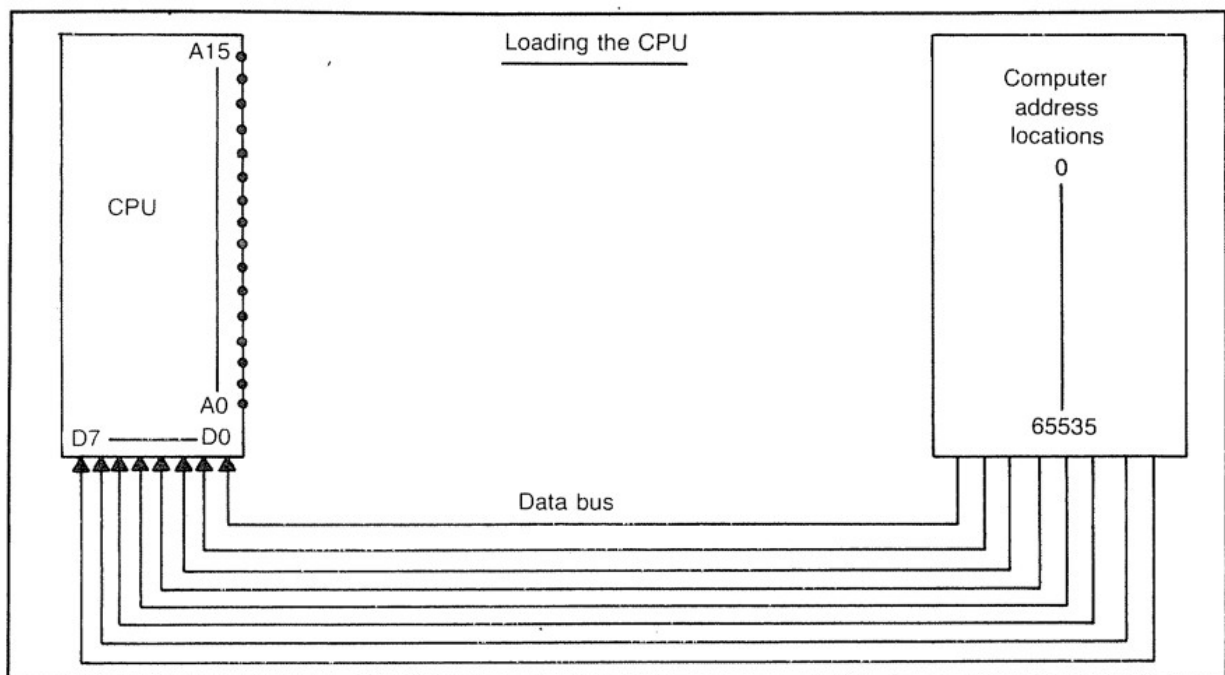 Loading the CPU
A15
CPU
A0
D7
D0
Computer
address
locations
0
65535
Data bus